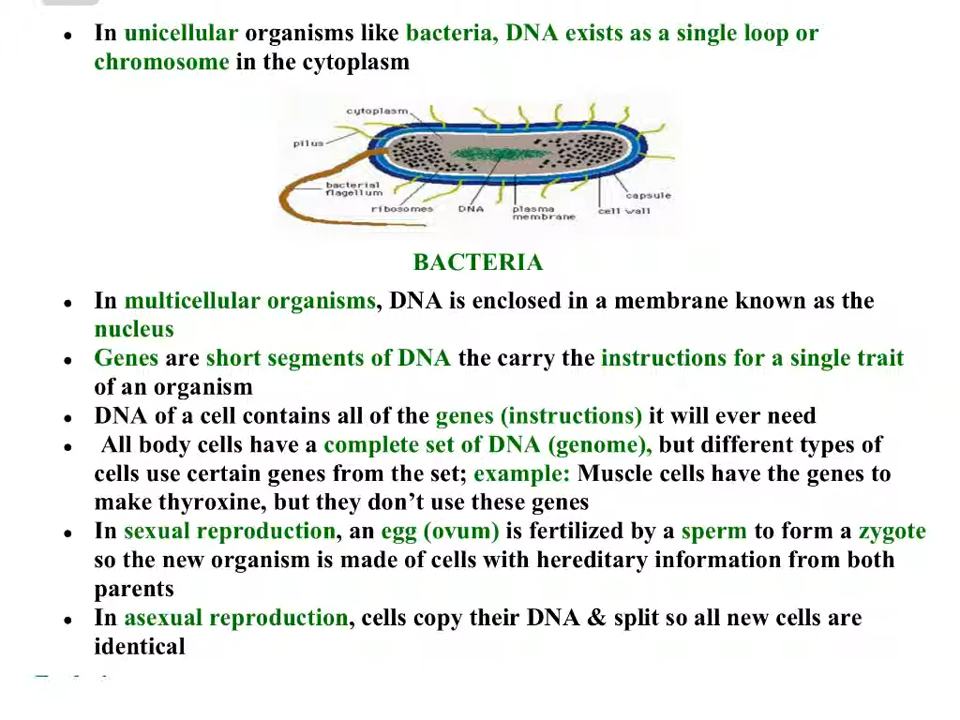 • In unicellular organisms like bacteria, DNA exists as a single loop or
chromosome in the cytoplasm
cytoplasm
pilus
bacterial
flagellum
ribosomes
DNA
plasma
membrane
cell wall
capsule
BACTERIA
• In multicellular organisms, DNA is enclosed in a membrane known as the
nucleus
• Genes are short segments of DNA the carry the instructions for a single trait
of an organism
• DNA of a cell contains all of the genes (instructions) it will ever need
• All body cells have a complete set of DNA (genome), but different types of
cells use certain genes from the set; example: Muscle cells have the genes to
make thyroxine, but they don’t use these genes
• In sexual reproduction, an egg (ovum) is fertilized by a sperm to form a zygote
so the new organism is made of cells with hereditary information from both
parents
• In asexual reproduction, cells copy their DNA & split so all new cells are
identical